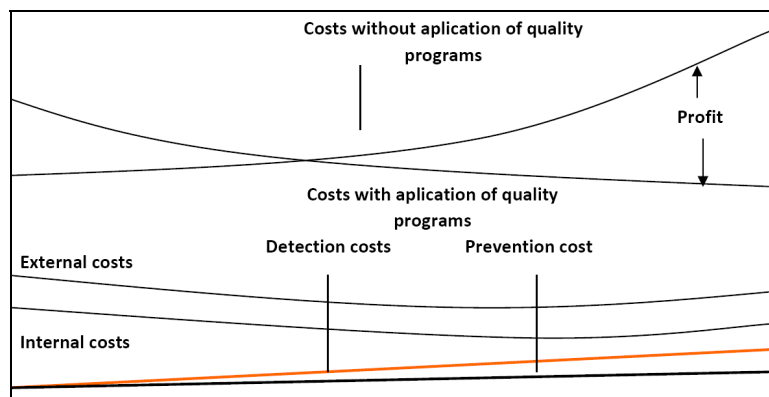 Costs without aplication of quality
programs
Profit
Costs with aplication of quality
programs
Detection costs
Prevention cost
External costs
Internal costs